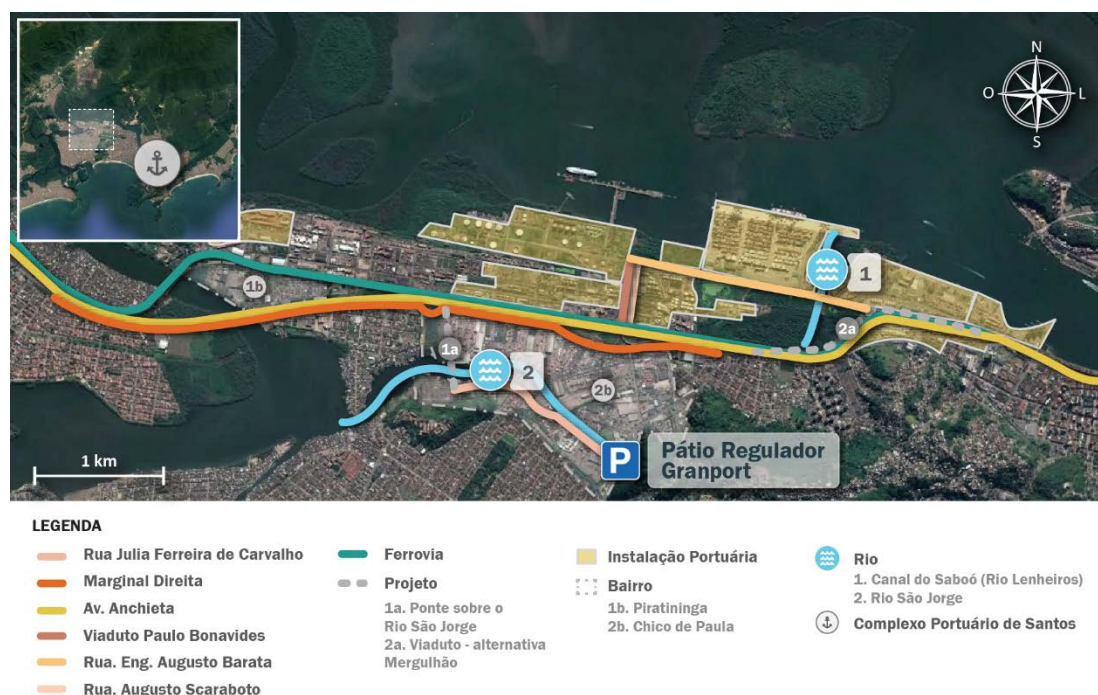 N
O
L
S
1b
1
2a
1a
2
2b
P
Pátio Regulador
Granport
1 km
LEGENDA
Rua Julia Ferreira de Carvalho
Marginal Direita
Av. Anchieta
Viaduto Paulo Bonavides
Rua. Eng. Augusto Barata
Rua. Augusto Scaraboto
Ferrovia
Projeto
1a. Ponte sobre o
Rio São Jorge
2a. Viaduto - alternativa
Mergulhão
Instalação Portuária
Bairro
1b. Piratininga
2b. Chico de Paula
Rio
1. Canal do Saboó (Rio Lenheiros)
2. Rio São Jorge
Complexo Portuário de Santos